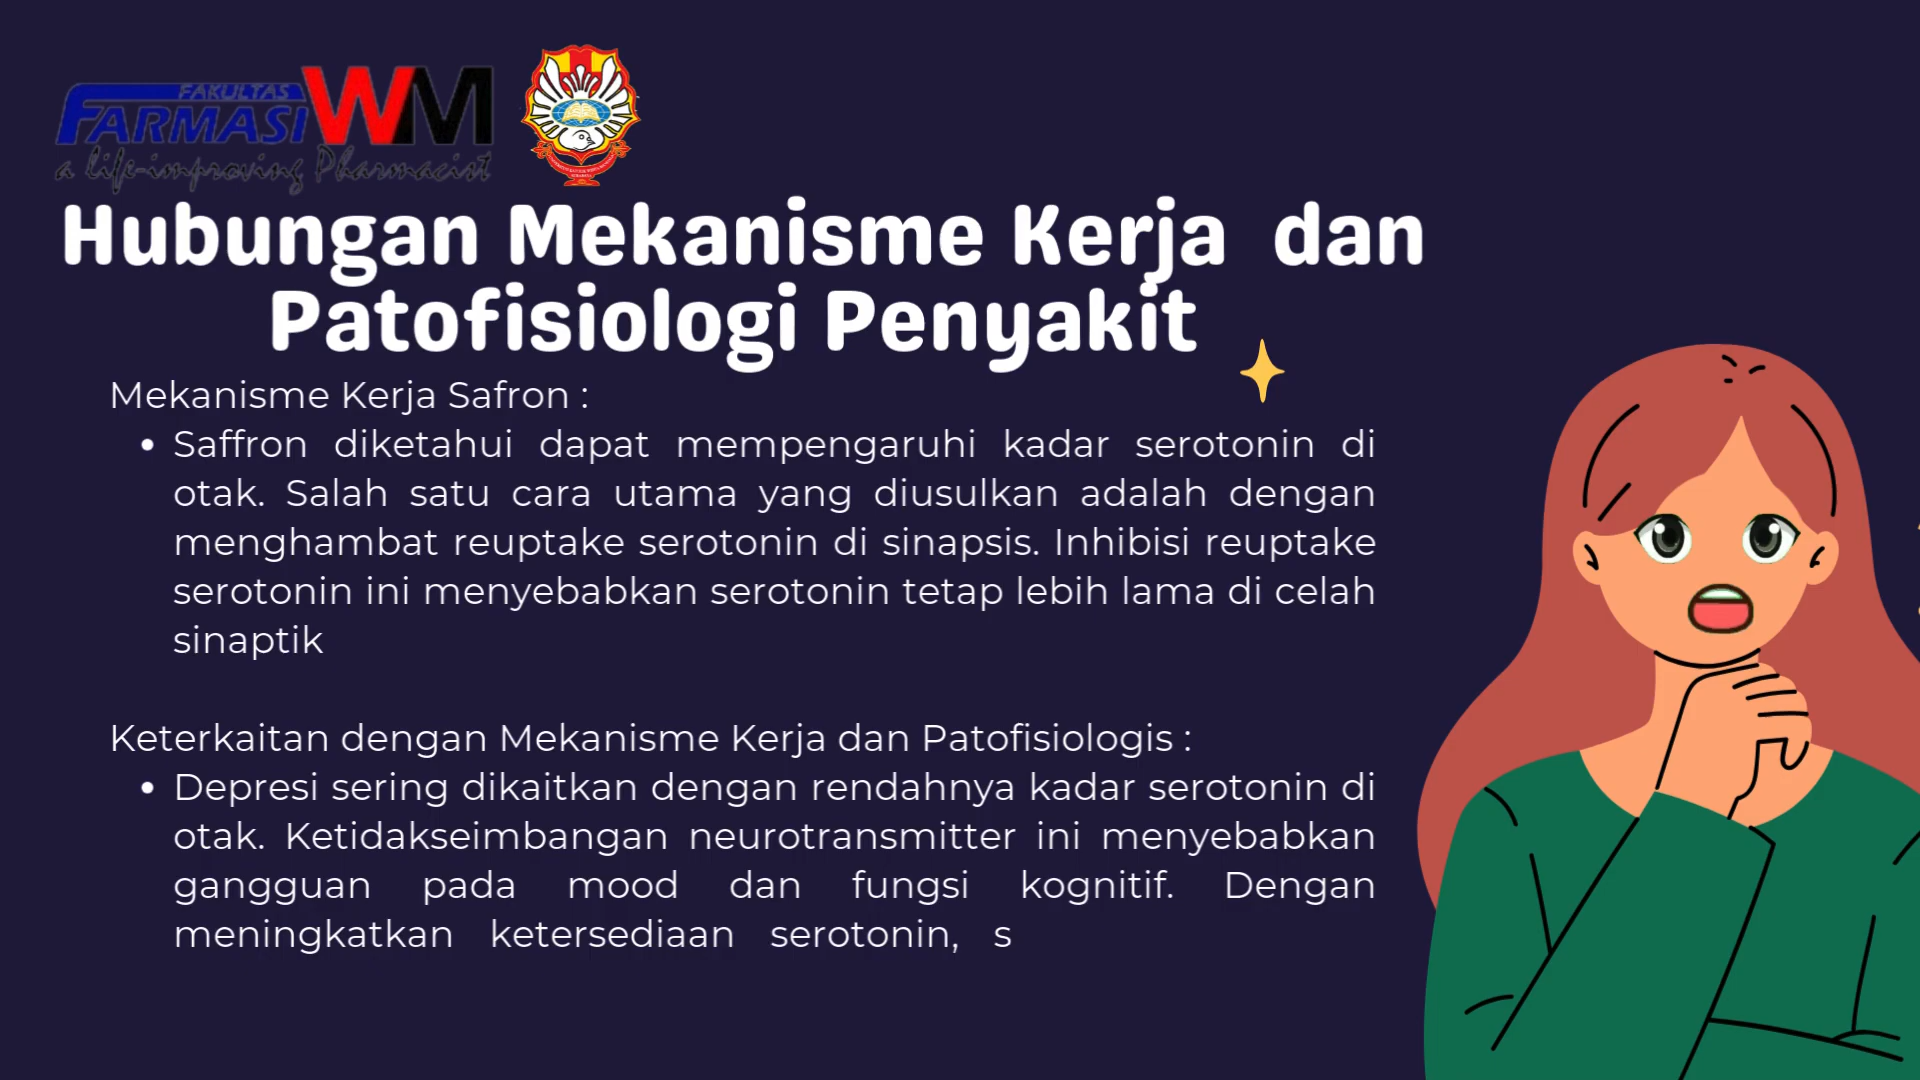 FAKULTAS
FARMASI WM
a life-improving Pharmacist
Hubungan Mekanisme Kerja dan
Patofisiologi Penyakit
Mekanisme Kerja Safron :
• Saffron diketahui dapat mempengaruhi kadar serotonin di
otak. Salah satu cara utama yang diusulkan adalah dengan
menghambat reuptake serotonin di sinapsis. Inhibisi reuptake
serotonin ini menyebabkan serotonin tetap lebih lama di celah
sinaptik
Keterkaitan dengan Mekanisme Kerja dan Patofisiologis :
• Depresi sering dikaitkan dengan rendahnya kadar serotonin di
otak. Ketidakseimbangan neurotransmitter ini menyebabkan
gangguan pada mood dan fungsi kognitif. Dengan
meningkatkan ketersediaan serotonin, s